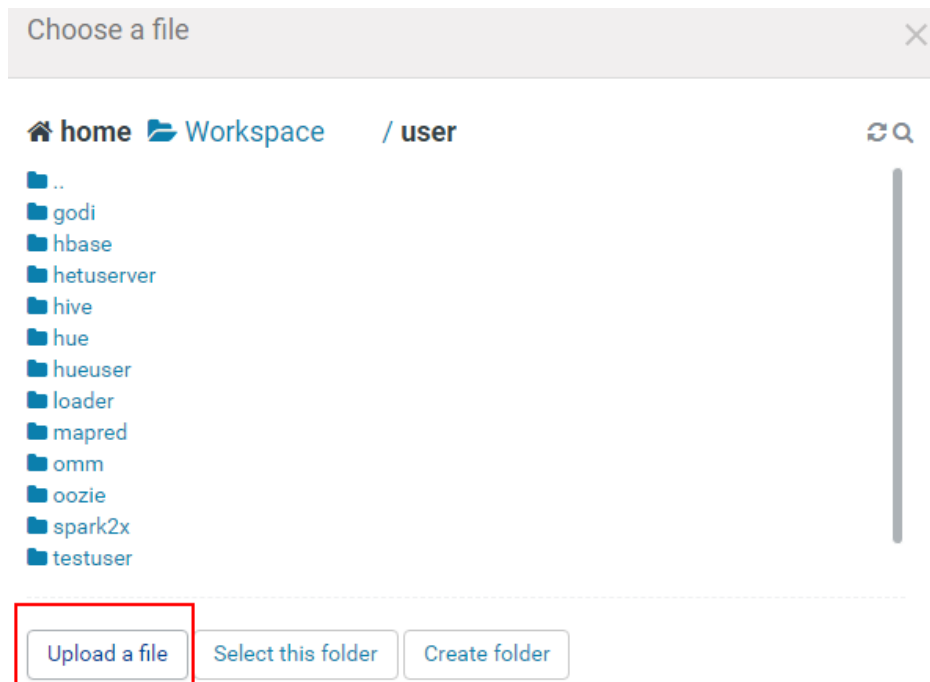 Choose a file
home Workspace / user
..
godi
hbase
hetuserver
hive
hue
hueuser
loader
mapred
omm
oozie
spark2x
testuser
Upload a file Select this folder Create folder